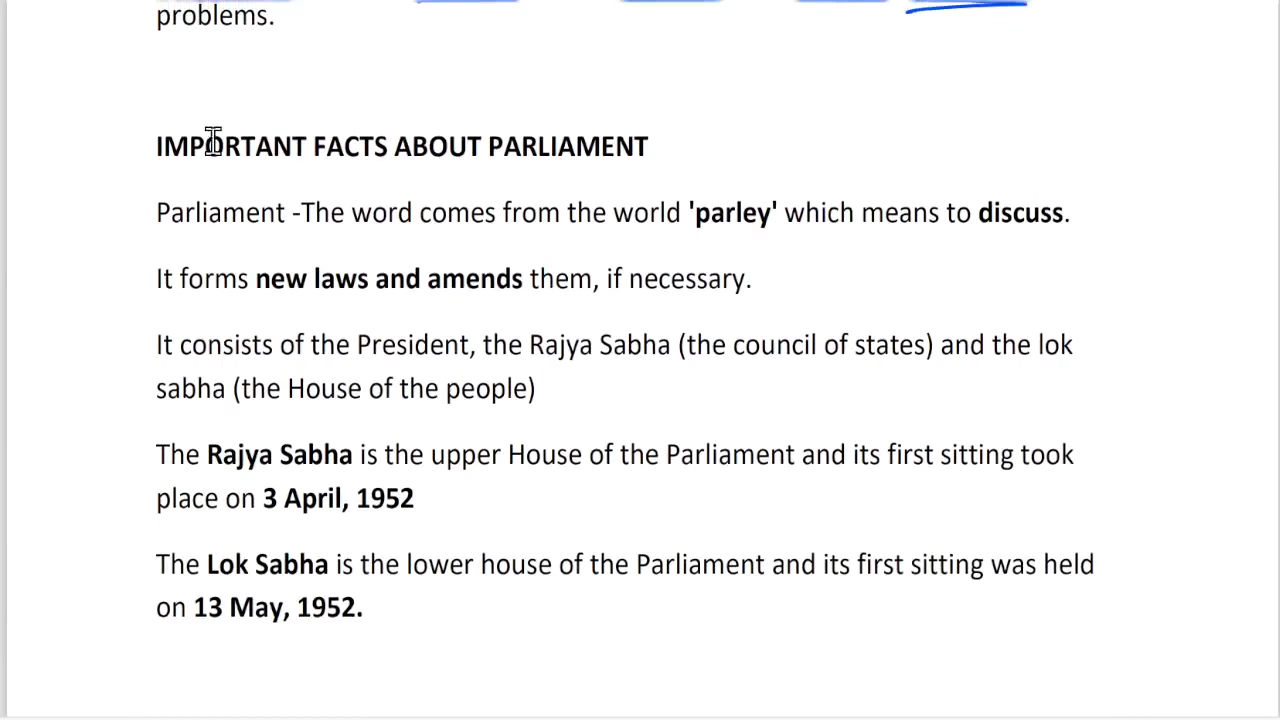 problems.
IMPORTANT FACTS ABOUT PARLIAMENT
Parliament -The word comes from the world 'parley' which means to discuss.
It forms new laws and amends them, if necessary.
It consists of the President, the Rajya Sabha (the council of states) and the lok
sabha (the House of the people)
The Rajya Sabha is the upper House of the Parliament and its first sitting took
place on 3 April, 1952
The Lok Sabha is the lower house of the Parliament and its first sitting was held
on 13 May, 1952.